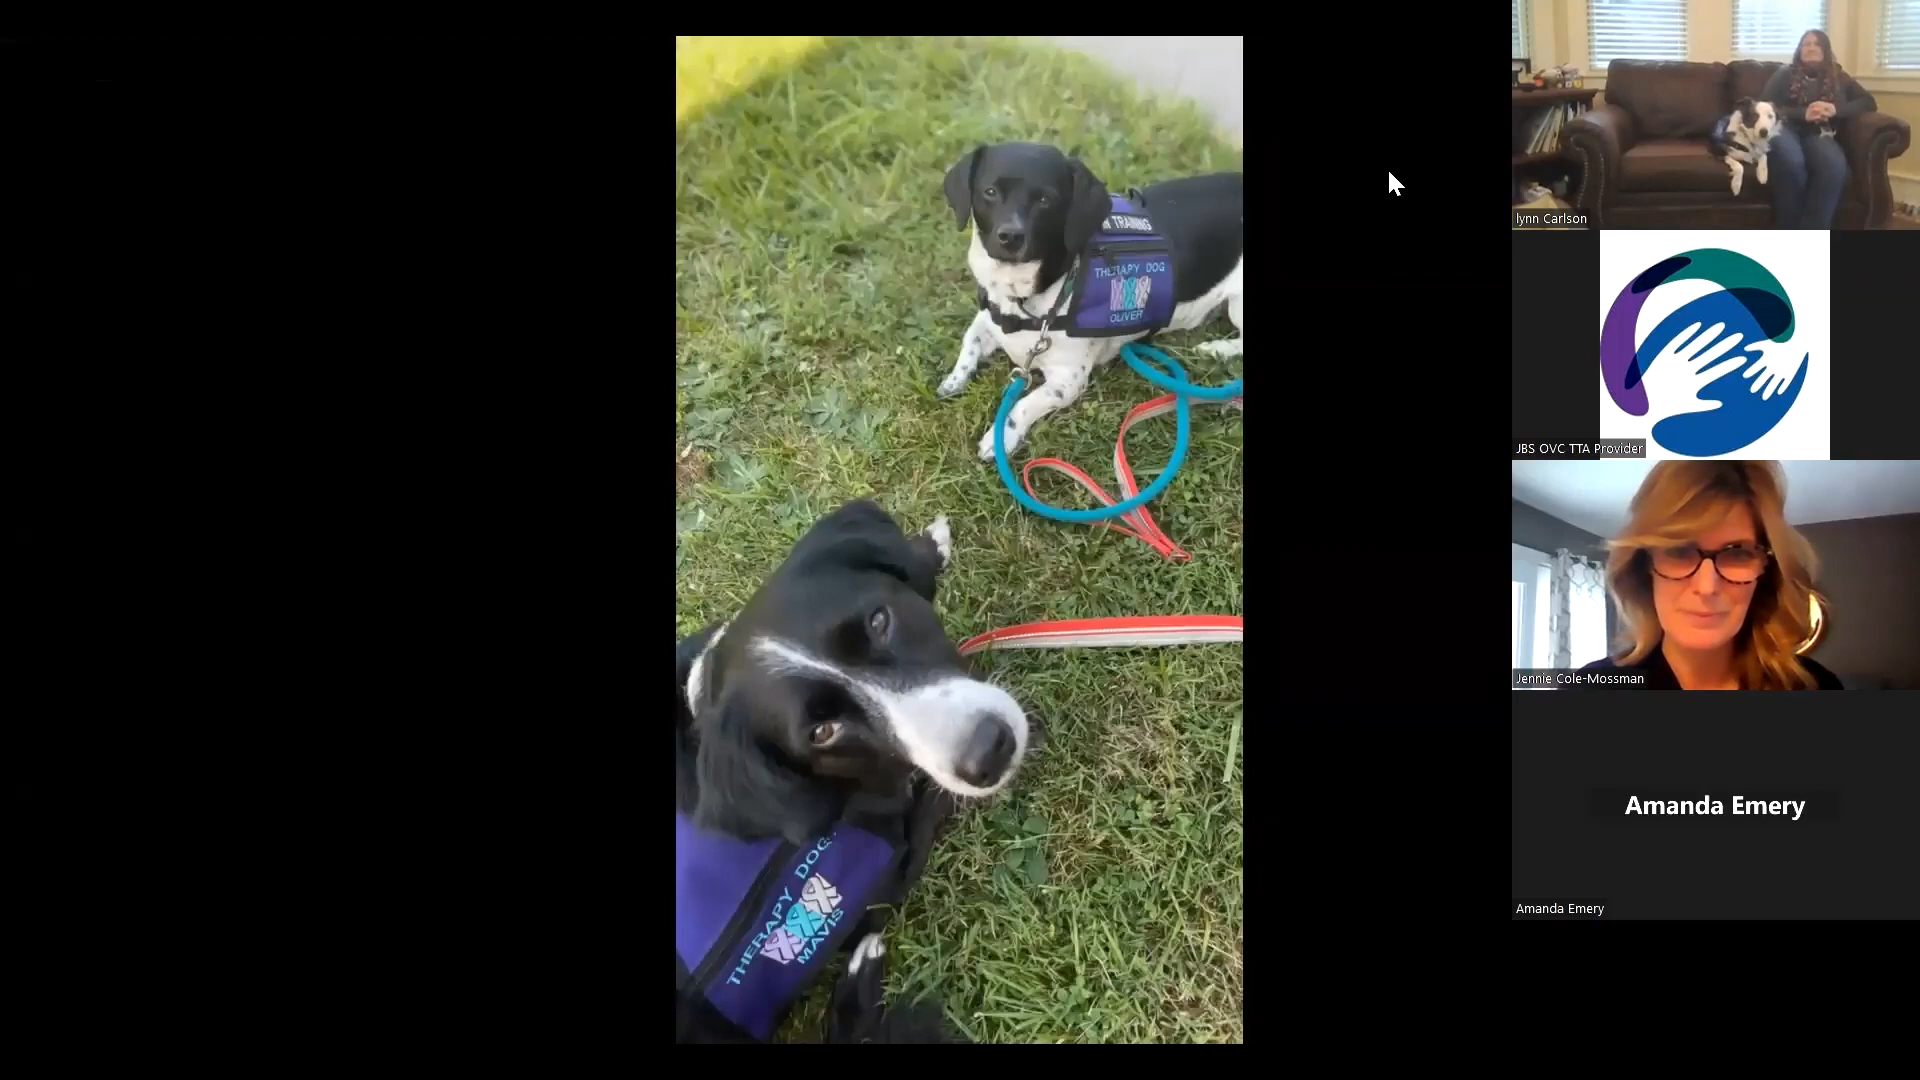 IN TRAINING
THERAPY DOG
OLIVER
THERAPY DOG
MAVIS
lynn Carlson
JBS OVC TTA Provider
Jennie Cole-Mossman
Amanda Emery
Amanda Emery